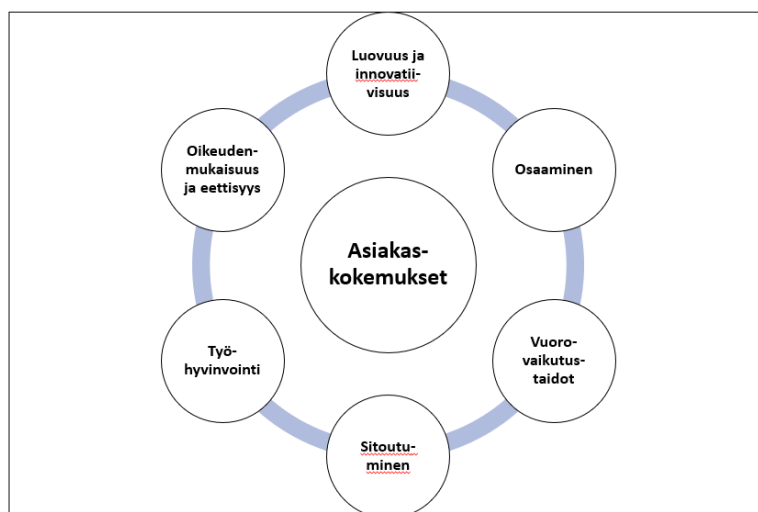 Luovuus ja
innovatii-
visuus
Oikeuden-
mukaisuus
ja eettisyys
Osaaminen
Asiakas-
kokemukset
Työ-
hyvinvointi
Vuoro-
vaikutus-
taidot
Sitoutu-
minen